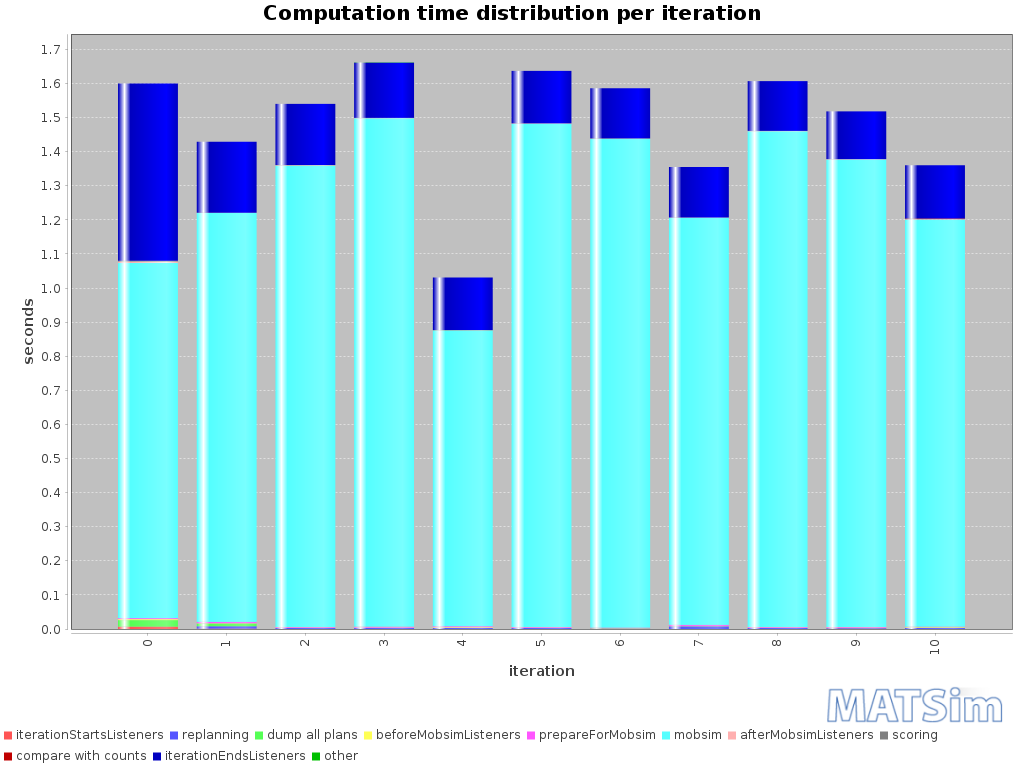 Computation time distribution per iteration
1.7
1.6
1.5
1.4
1.3
1.2
1.1
1.0
0.9
0.8
0.7
0.6
0.5
0.4
0.3
0.2
0.1
0.0
seconds
0 1 2 3 4 5 6 7 8 9 10
iteration
MATSim
iterationStartsListeners replanning dump all plans beforeMobsimListeners prepareForMobsim mobsim afterMobsimListeners scoring
compare with counts iterationEndsListeners other